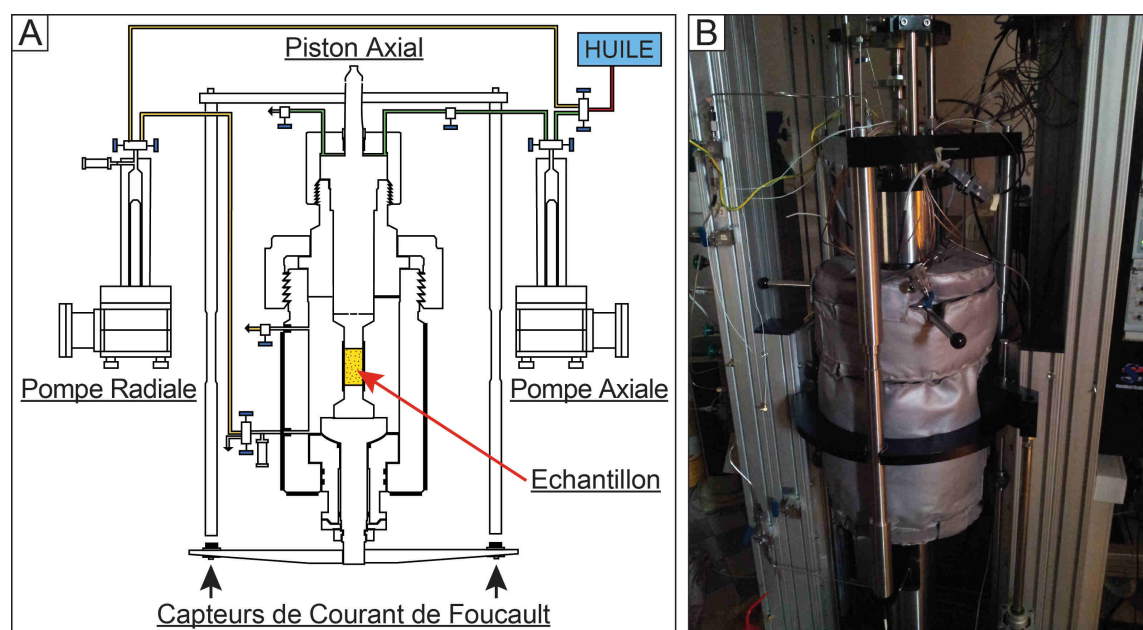 A
Piston Axial
HUILE
Pompe Radiale
Pompe Axiale
Echantillon
Capteurs de Courant de Foucault
B